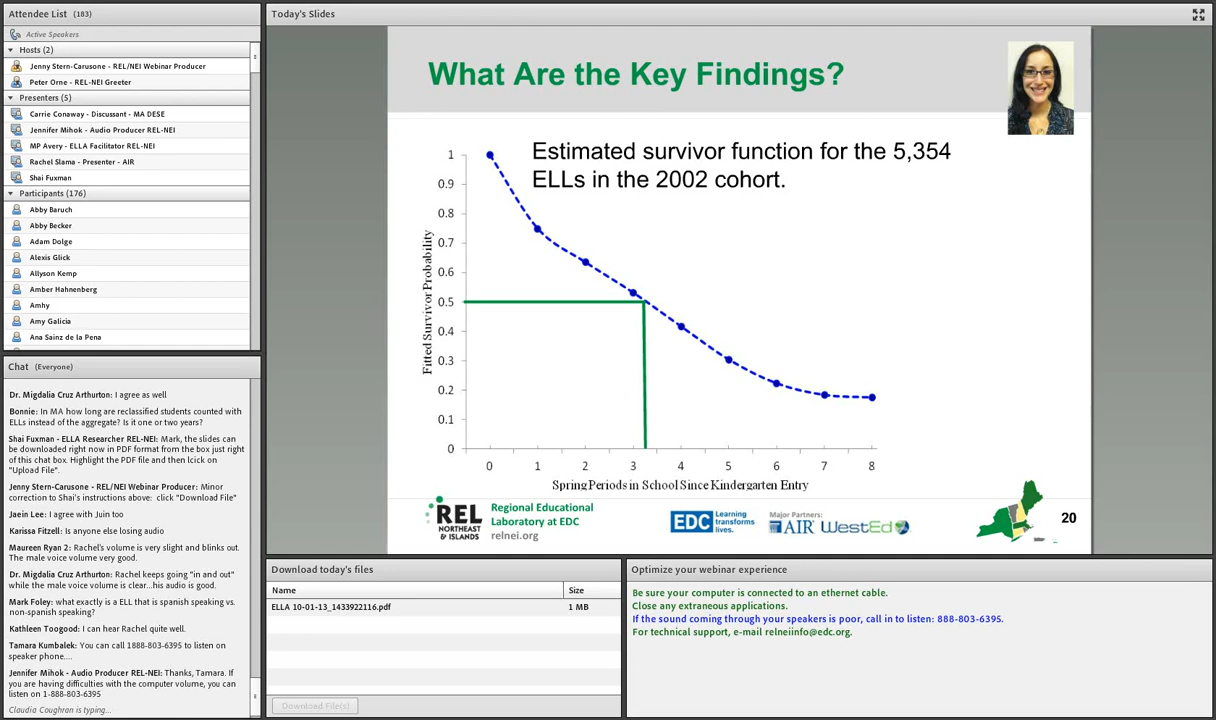 Attendee List (183)
Active Speakers
Hosts (2)
Jenny Stern-Carusone - REL/NEI Webinar Producer
Peter Orne - REL-NEI Greeter
Presenters (5)
Carrie Conaway - Discussant - MA DESE
Jennifer Mihok - Audio Producer REL-NEI
MP Avery - ELLA Facilitator REL-NEI
Rachel Slama - Presenter - AIR
Shai Fuxman
Participants (176)
Abby Baruch
Abby Becker
Adam Dolge
Alexis Glick
Allyson Kemp
Amber Hahnenberg
Amhy
Amy Galicia
Ana Sainz de la Pena
Chat (Everyone)
Dr. Migdalia Cruz Arthurton: I agree as well
Bonnie: In MA how long are reclassified students counted with
ELLs instead of the aggregate? Is it one or two years?
Shai Fuxman - ELLA Researcher REL-NEI: Mark, the slides can
be downloaded right now in PDF format from the box just right
of this chat box. Highlight the PDF file and then lcick on
"Upload File".
Jenny Stern-Carusone - REL/NEI Webinar Producer: Minor
correction to Shai's instructions above: click "Download File"
Jaein Lee: I agree with Juin too
Karissa Fitzell: Is anyone else losing audio
Maureen Ryan 2: Rachel's volume is very slight and blinks out.
The male voice volume very good.
Dr. Migdalia Cruz Arthurton: Rachel keeps going "in and out"
while the male voice volume is clear...his audio is good.
Mark Foley: what exactly is a ELL that is spanish speaking vs.
non-spanish speaking?
Kathleen Toogood: I can hear Rachel quite well.
Tamara Kumbalek: You can call 1888-803-6395 to listen on
speaker phone....
Jennifer Mihok - Audio Producer REL-NEI: Thanks, Tamara. If
you are having difficulties with the computer volume, you can
listen on 1-888-803-6395
Claudia Coughran is typing...
Today's Slides
What Are the Key Findings?
Estimated survivor function for the 5,354
ELLs in the 2002 cohort.
Fitted Survivor Probability
1
0.9
0.8
0.7
0.6
0.5
0.4
0.3
0.2
0.1
0
0 1 2 3 4 5 6 7 8
Spring Periods in School Since Kindergarten Entry
REL
NORTHEAST
& ISLANDS
Regional Educational
Laboratory at EDC
relnei.org
EDC Learning
transforms
lives.
Major Partners:
AIR WestEd
20
Download today's files
Name Size
ELLA 10-01-13_1433922116.pdf 1 MB
Download File(s)
Optimize your webinar experience
Be sure your computer is connected to an ethernet cable.
Close any extraneous applications.
If the sound coming through your speakers is poor, call in to listen: 888-803-6395.
For technical support, e-mail relneiinfo@edc.org.